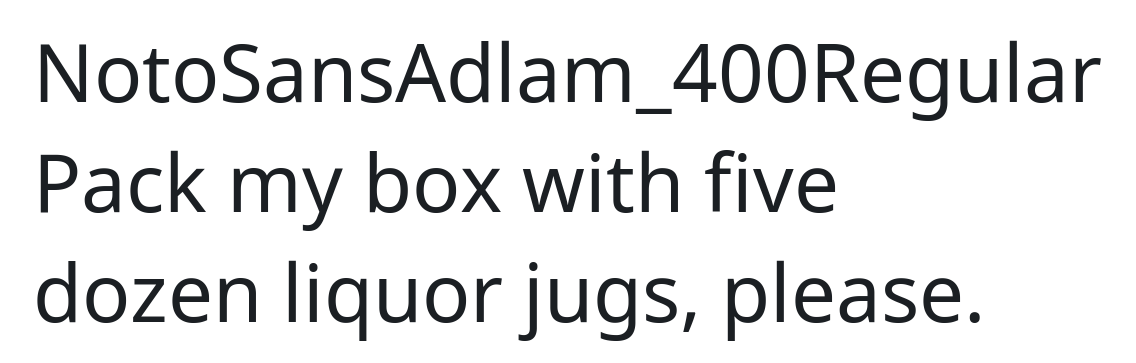 NotoSansAdlam_400Regular
Pack my box with five
dozen liquor jugs, please.